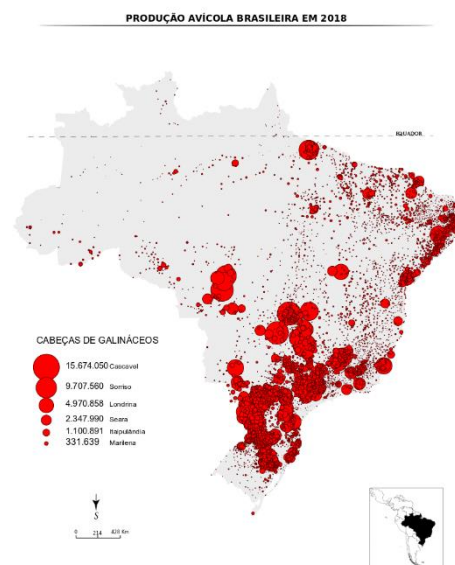 PRODUÇÃO AVÍCOLA BRASILEIRA EM 2018
EQUADOR
CABEÇAS DE GALINÁCEOS
15.674.050 Cascavel
9.707.560 Sorriso
4.970.858 Londrina
2.347.990 Seara
1.100.891 Itaipulândia
331.639 Marilena
S
0 214 428 Km